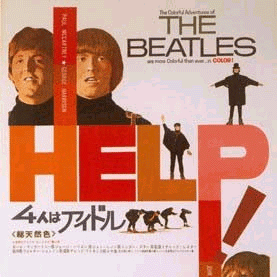 The Colorful Adventures of
THE
BEATLES
are more Colorful than ever...in COLOR!
PAUL McCARTNEY ★ GEORGE HARRISON
HELP!
4人はアイドル
《総天然色》